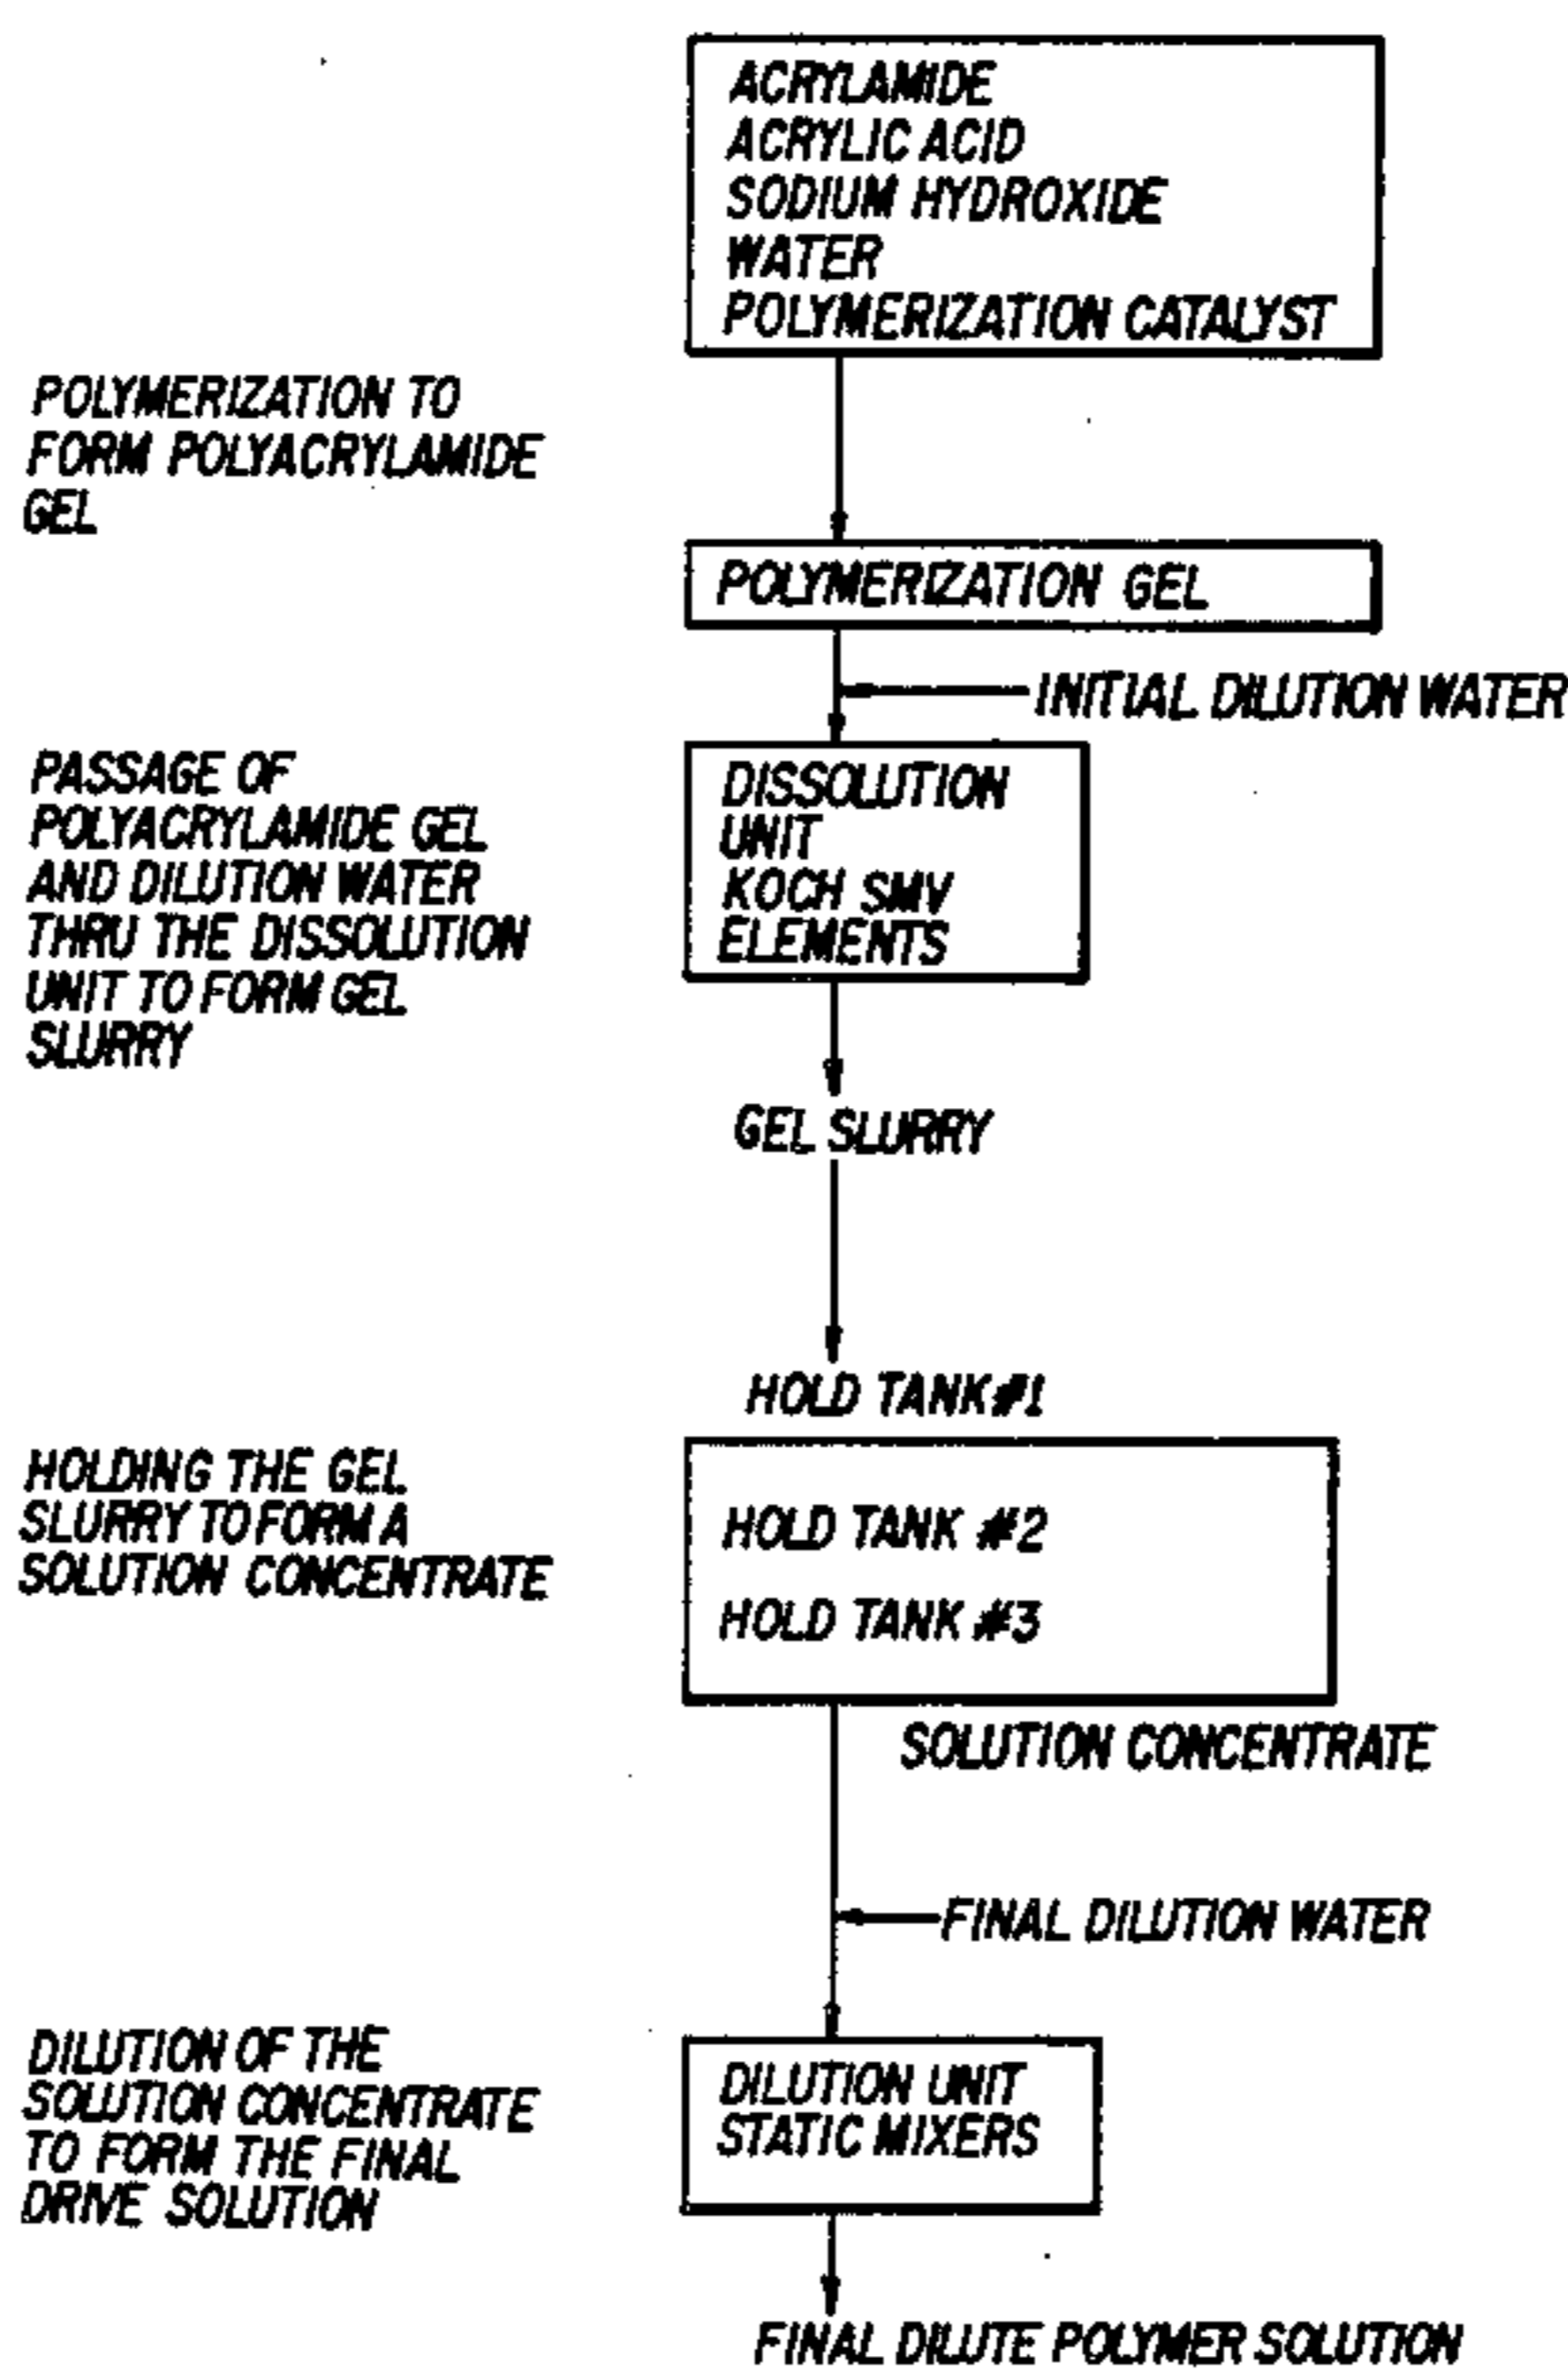 ACRYLAMIDE
ACRYLIC ACID
SODIUM HYDROXIDE
WATER
POLYMERIZATION CATALYST
POLYMERIZATION TO
FORM POLYACRYLAMIDE
GEL
POLYMERIZATION GEL
INITIAL DILUTION WATER
PASSAGE OF
POLYACRYLAMIDE GEL
AND DILUTION WATER
THRU THE DISSOLUTION
UNIT TO FORM GEL
SLURRY
DISSOLUTION
UNIT
KOCH SMV
ELEMENTS
GEL SLURRY
HOLD TANK #1
HOLDING THE GEL
SLURRY TO FORM A
SOLUTION CONCENTRATE
HOLD TANK #2
HOLD TANK #3
SOLUTION CONCENTRATE
FINAL DILUTION WATER
DILUTION OF THE
SOLUTION CONCENTRATE
TO FORM THE FINAL
DRIVE SOLUTION
DILUTION UNIT
STATIC MIXERS
FINAL DILUTE POLYMER SOLUTION